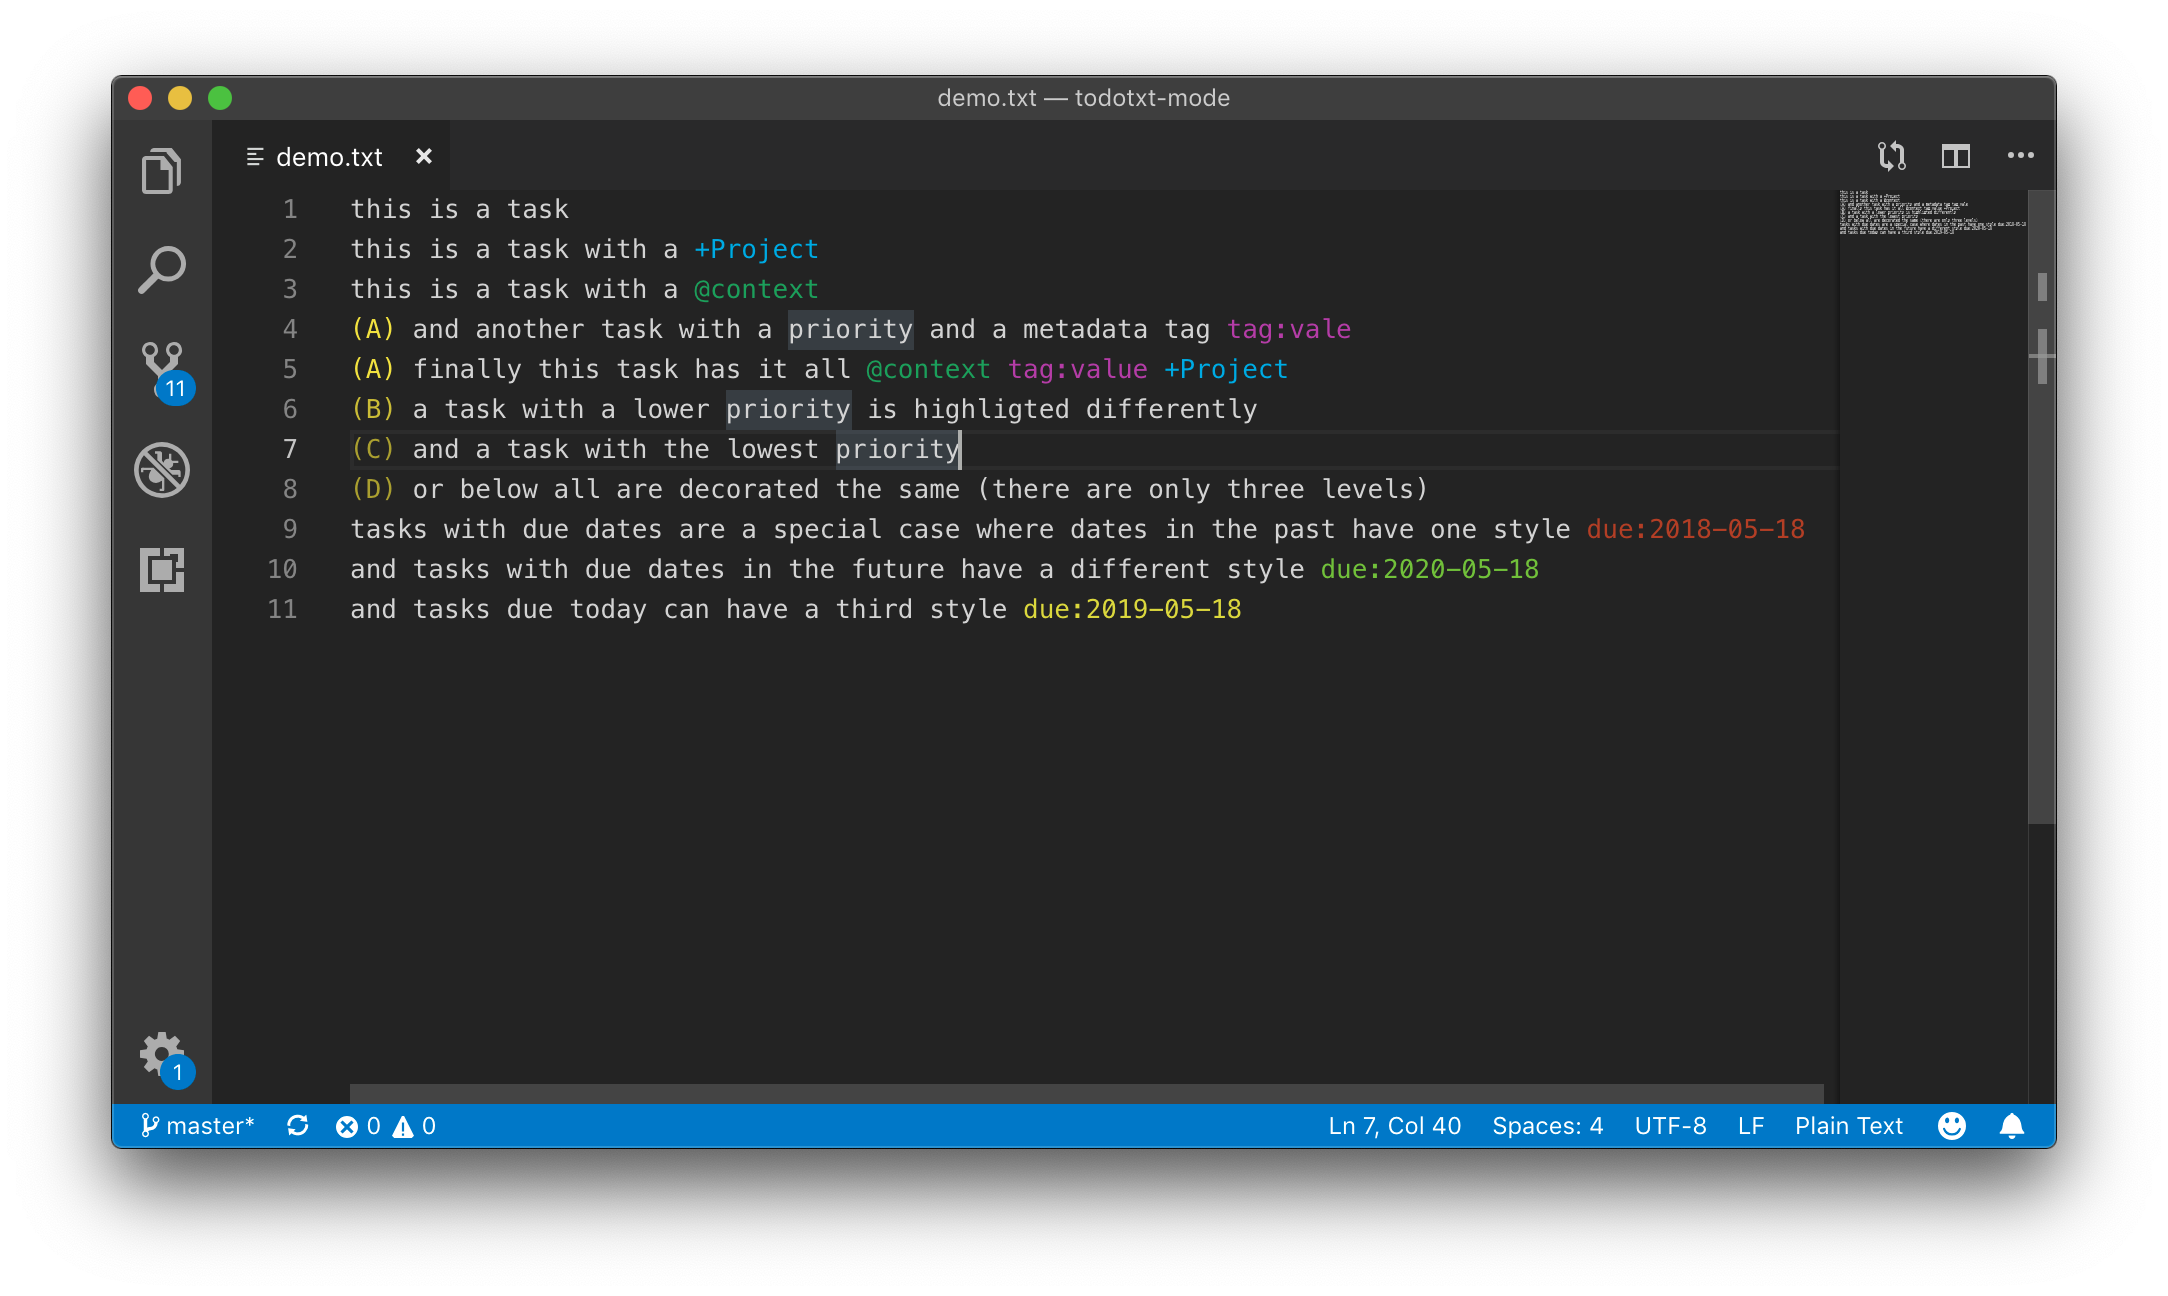 demo.txt — todotxt-mode
demo.txt
1 this is a task
2 this is a task with a +Project
3 this is a task with a @context
4 (A) and another task with a priority and a metadata tag tag:vale
5 (A) finally this task has it all @context tag:value +Project
6 (B) a task with a lower priority is highligted differently
7 (C) and a task with the lowest priority
8 (D) or below all are decorated the same (there are only three levels)
9 tasks with due dates are a special case where dates in the past have one style due:2018-05-18
10 and tasks with due dates in the future have a different style due:2020-05-18
11 and tasks due today can have a third style due:2019-05-18
11
1
master* 0 0 Ln 7, Col 40 Spaces: 4 UTF-8 LF Plain Text